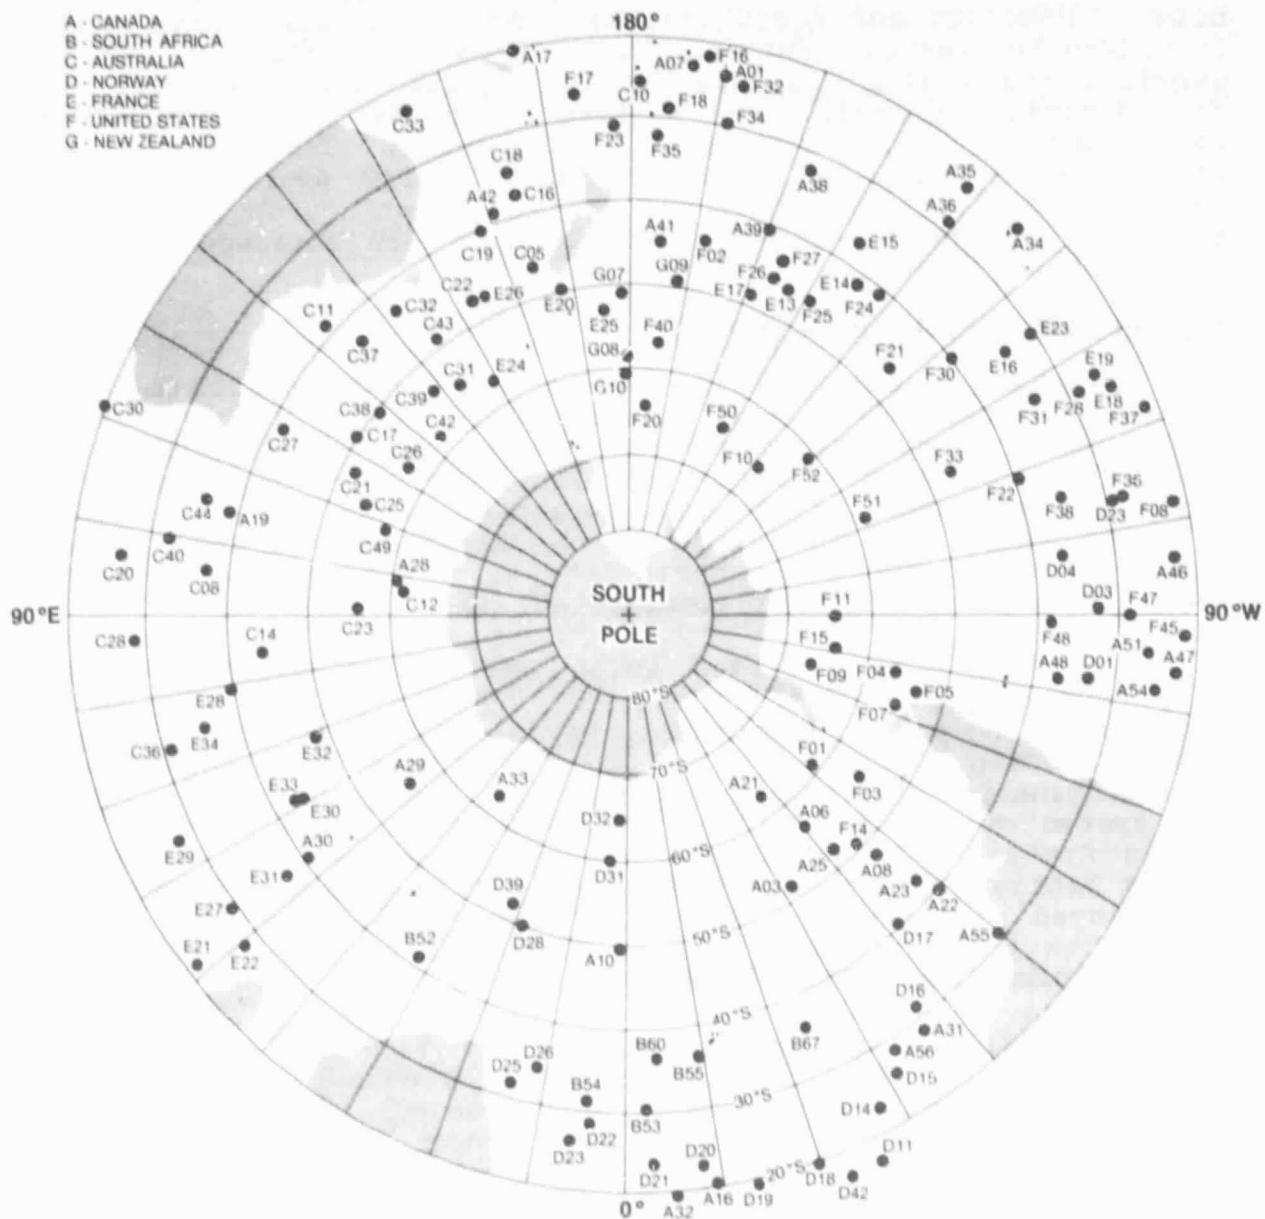 A - CANADA
B - SOUTH AFRICA
C - AUSTRALIA
D - NORWAY
E - FRANCE
F - UNITED STATES
G - NEW ZEALAND
180°
A17
F16
A07
A01
F17
C10
F32
F18
C33
F34
F23
F35
C18
A38
A35
C16
A42
A36
A41
A39
E15
A34
C19
F02
C05
F27
G09
G07
F26
E14
C22
E26
E20
E17
E13
F24
C32
F25
C11
E25
E23
C43
F40
C37
G08
F21
E16
E19
F30
E24
C31
G10
E18
C39
F28
F37
C30
C38
F20
F31
C42
F50
C27
C17
C26
F10
F52
F33
C21
F22
F35
C44
C25
F51
F38
F08
A19
D23
C49
C40
C20
D04
A46
C08
A28
SOUTH
D03
C12
90°E
C23
+
F11
F47
90°W
POLE
F48
F45
C28
C14
F15
A51
F09
F04
A48
D01
A47
E28
80°S
F05
A54
F07
C36
E34
E32
F01
70°S
A29
A33
A21
F03
E33
E30
A06
D32
F14
E29
A30
60°S
A25
A08
D31
A03
A23
E31
A22
D39
E27
D17
A55
50°S
E21
E22
B52
D28
A10
D16
40°S
A31
B67
B60
A56
D25
D26
B55
D15
B54
30°S
D14
B53
D22
D23
D20
D11
D21
20°S
D18
A16
D19
D42
A32
0°